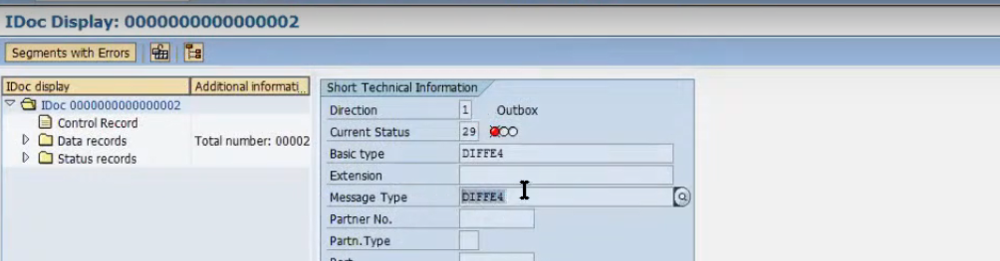 IDoc Display: 0000000000000002
Segments with Errors
IDoc display Additional informati..
IDoc 0000000000000002
Control Record
Data records Total number: 00002
Status records
Short Technical Information
Direction 1 Outbox
Current Status 29
Basic type DIFFE4
Extension
Message Type DIFFE4
Partner No.
Partn.Type